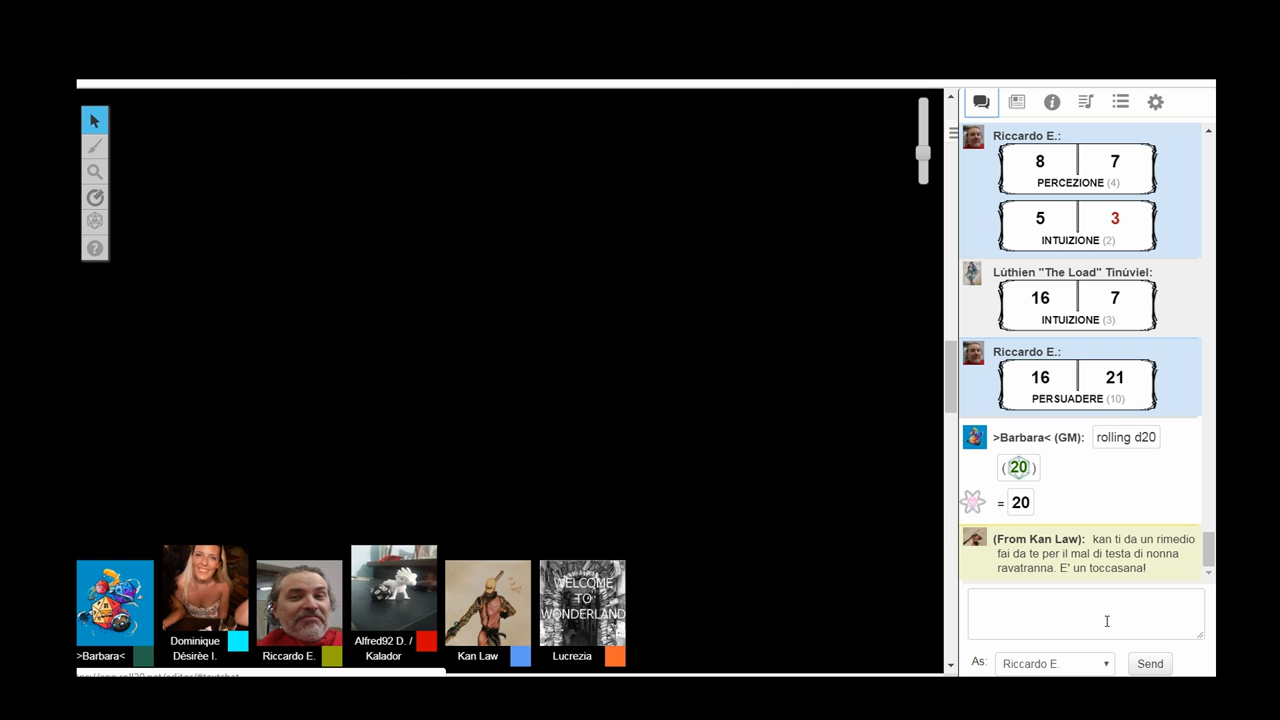 Riccardo E.:
8 7
PERCEZIONE (4)
5 3
INTUIZIONE (2)
Lúthien "The Load" Tinúviel:
16 7
INTUIZIONE (3)
Riccardo E.:
16 21
PERSUADERE (10)
>Barbara< (GM): rolling d20
(20)
= 20
(From Kan Law): kan ti da un rimedio
fai da te per il mal di testa di nonna
ravatranna. E' un toccasana!
As: Riccardo E. Send
>Barbara<
Dominique
Dèsirèe I.
Riccardo E.
Alfred92 D. /
Kalador
Kan Law
WELCOME
TO
WONDERLAND
Lucrezia